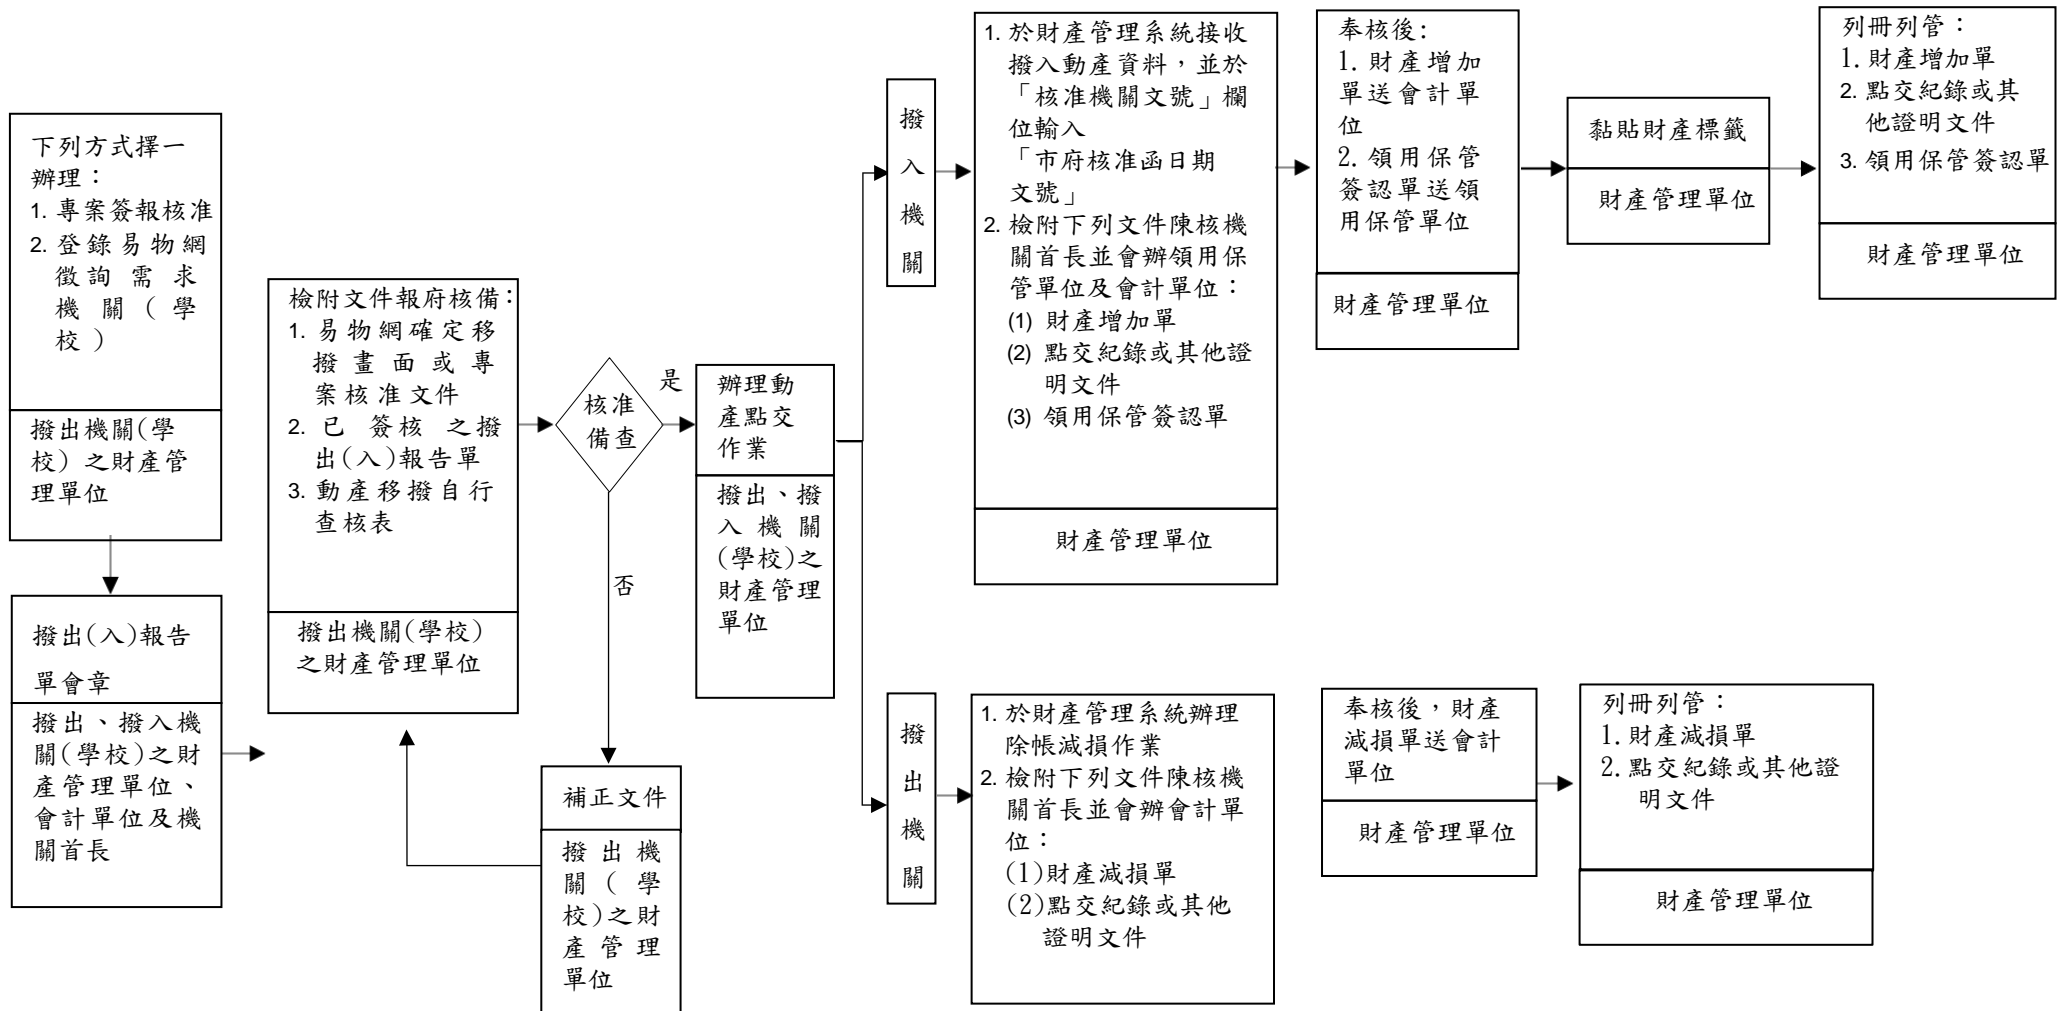 下列方式擇一
辦理：
1. 專案簽報核准
2. 登錄易物網
徵詢需求
機關（學
校）
撥出機關(學
校）之財產管
理單位
撥出(入)報告
單會章
撥出、撥入機
關(學校)之財
產管理單位、
會計單位及機
關首長
檢附文件報府核備：
1. 易物網確定移
撥畫面或專
案核准文件
2. 已簽核之撥
出(入)報告單
3. 動產移撥自行
查核表
撥出機關(學校)
之財產管理單位
核准
備查
是
否
補正文件
撥出機
關（學
校)之財
產管理
單位
辦理動
產點交
作業
撥出、撥
入機關
(學校)之
財產管理
單位
撥
入
機
關
1. 於財產管理系統接收
撥入動產資料，並於
「核准機關文號」欄
位輸入
「市府核准函日期
文號」
2. 檢附下列文件陳核機
關首長並會辦領用保
管單位及會計單位：
(1) 財產增加單
(2) 點交紀錄或其他證
明文件
(3) 領用保管簽認單
財產管理單位
奉核後：
1. 財產增加
單送會計單
位
2. 領用保管
簽認單送領
用保管單位
財產管理單位
黏貼財產標籤
財產管理單位
列冊列管：
1. 財產增加單
2. 點交紀錄或其
他證明文件
3. 領用保管簽認單
財產管理單位
撥
出
機
關
1. 於財產管理系統辦理
除帳減損作業
2. 檢附下列文件陳核機
關首長並會辦會計單
位：
(1)財產減損單
(2)點交紀錄或其他
證明文件
奉核後，財產
減損單送會計
單位
財產管理單位
列冊列管：
1. 財產減損單
2. 點交紀錄或其他證
明文件
財產管理單位